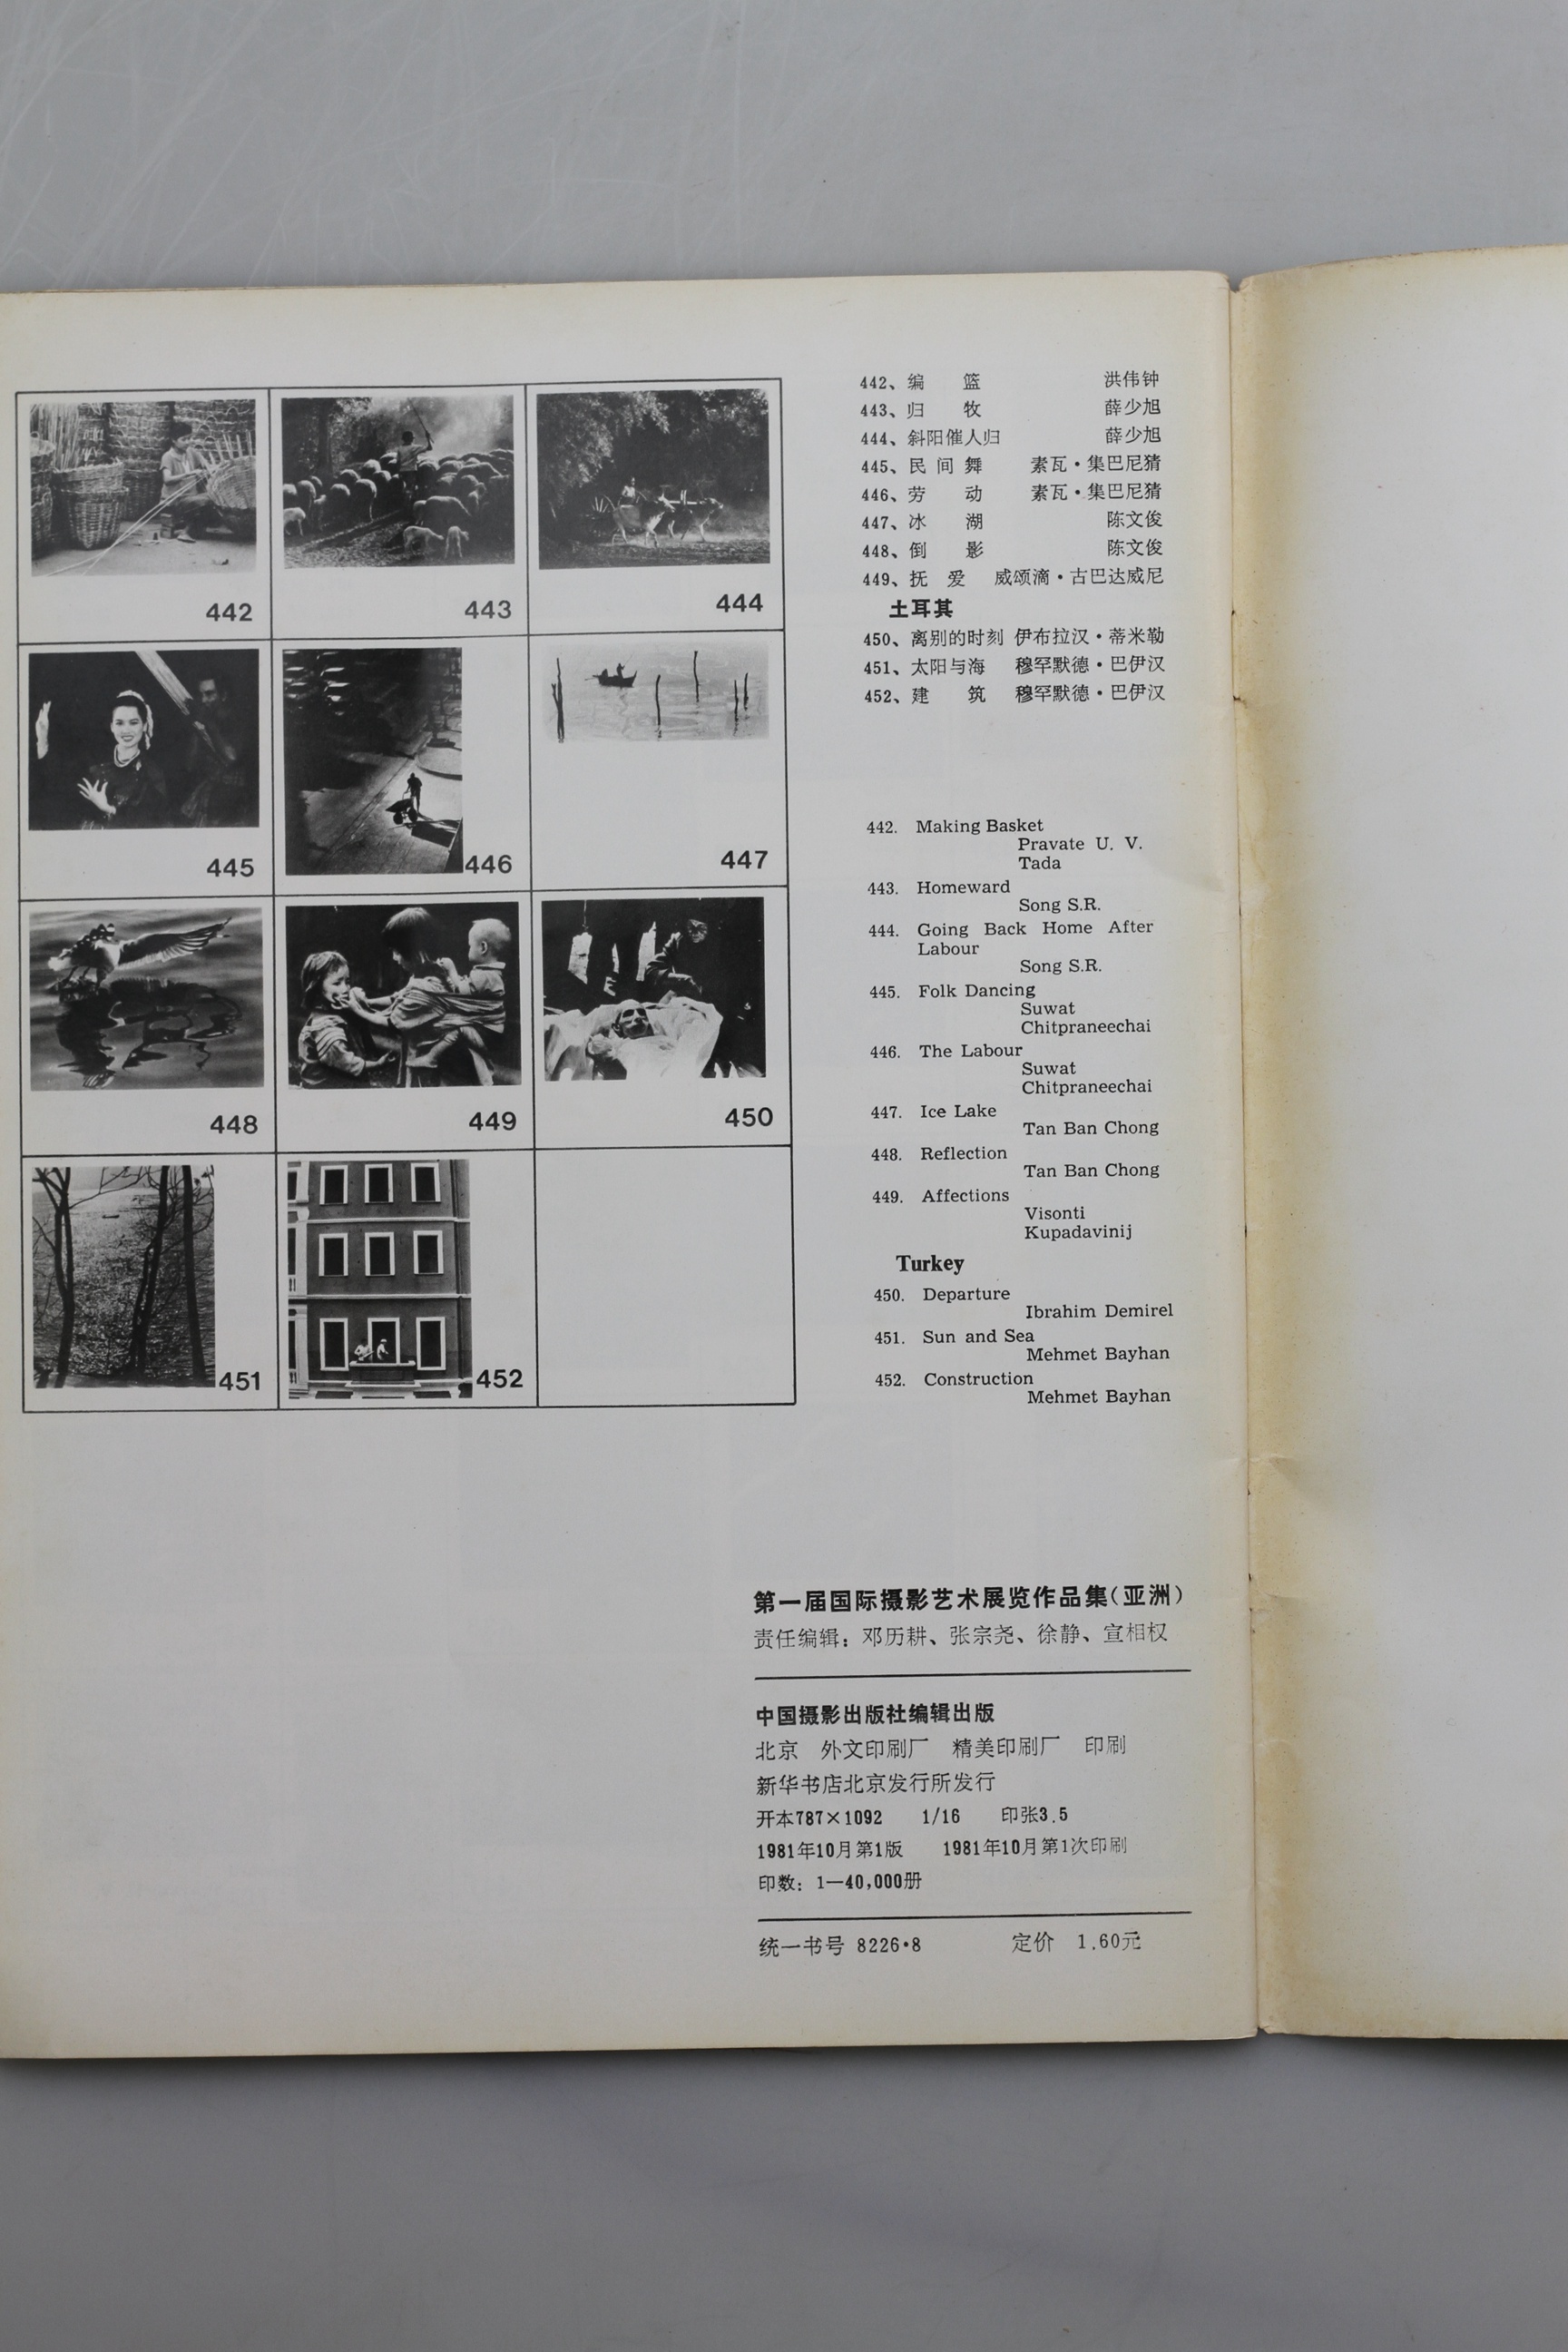 442
443
444
445
446
447
448
449
450
451
452
442、编 篮 洪伟钟
443、归 牧 薛少旭
444、斜阳催人归 薛少旭
445、民间舞 素瓦·集巴尼猜
446、劳 动 素瓦·集巴尼猜
447、冰 湖 陈文俊
448、倒 影 陈文俊
449、抚 爱 威颂滴·古巴达威尼
土耳其
450、离别的时刻 伊布拉汉·蒂米勒
451、太阳与海 穆罕默德·巴伊汉
452、建 筑 穆罕默德·巴伊汉
442. Making Basket
Pravate U. V.
Tada
443. Homeward
Song S.R.
444. Going Back Home After
Labour
Song S.R.
445. Folk Dancing
Suwat
Chitpraneechai
446. The Labour
Suwat
Chitpraneechai
447. Ice Lake
Tan Ban Chong
448. Reflection
Tan Ban Chong
449. Affections
Visonti
Kupadavinij
Turkey
450. Departure
Ibrahim Demirel
451. Sun and Sea
Mehmet Bayhan
452. Construction
Mehmet Bayhan
第一届国际摄影艺术展览作品集(亚洲)
责任编辑：邓历耕、张宗尧、徐静、宣相权
中国摄影出版社编辑出版
北京 外文印刷厂 精美印刷厂 印刷
新华书店北京发行所发行
开本787×1092 1/16 印张3.5
1981年10月第1版 1981年10月第1次印刷
印数：1—40,000册
统一书号 8226·8 定价 1.60元